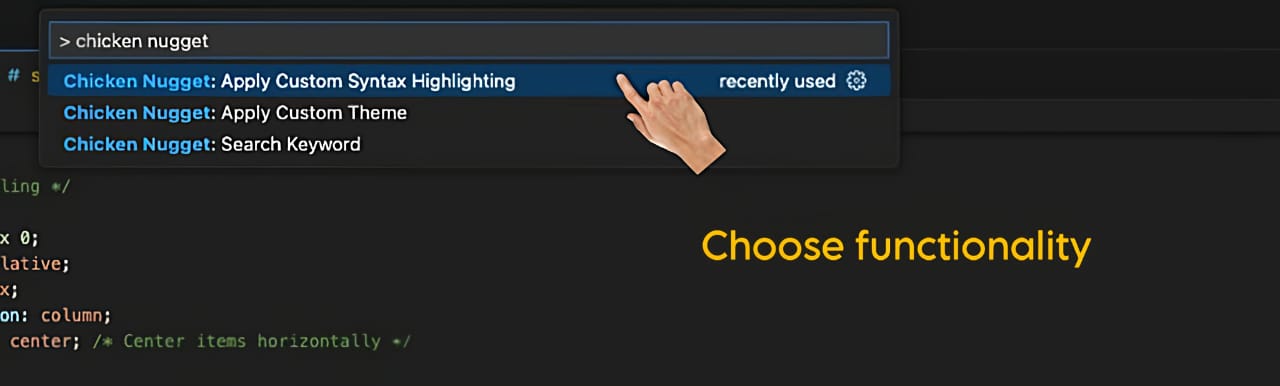 > chicken nugget
# s
Chicken Nugget: Apply Custom Syntax Highlighting recently used
Chicken Nugget: Apply Custom Theme
Chicken Nugget: Search Keyword
ling */
x 0;
Choose functionality
lative;
x;
on: column;
center; /* Center items horizontally */